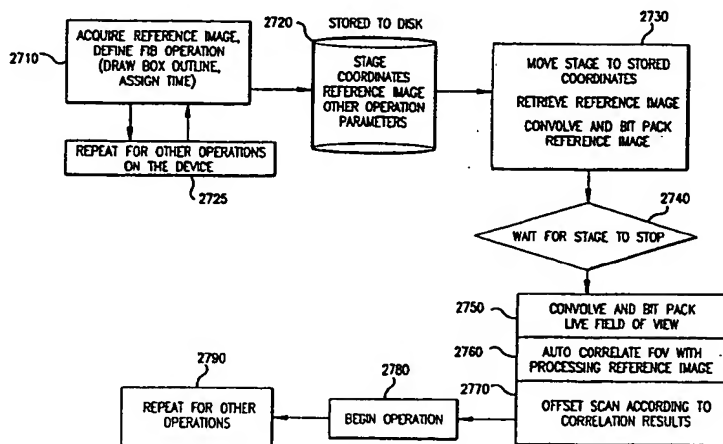 2710
ACQUIRE REFERENCE IMAGE,
DEFINE FIB OPERATION
(DRAW BOX OUTLINE,
ASSIGN TIME)
REPEAT FOR OTHER OPERATIONS
ON THE DEVICE
2725
STORED TO DISK
2720
STAGE
COORDINATES
REFERENCE IMAGE
OTHER OPERATION
PARAMETERS
2730
MOVE STAGE TO STORED
COORDINATES
RETRIEVE REFERENCE IMAGE
CONVOLVE AND BIT PACK
REFERENCE IMAGE
2740
WAIT FOR STAGE TO STOP
2750
CONVOLVE AND BIT PACK
LIVE FIELD OF VIEW
2760
AUTO CORRELATE FOV WITH
PROCESSING REFERENCE IMAGE
2770
OFFSET SCAN ACCORDING TO
CORRELATION RESULTS
2780
BEGIN OPERATION
2790
REPEAT FOR OTHER
OPERATIONS